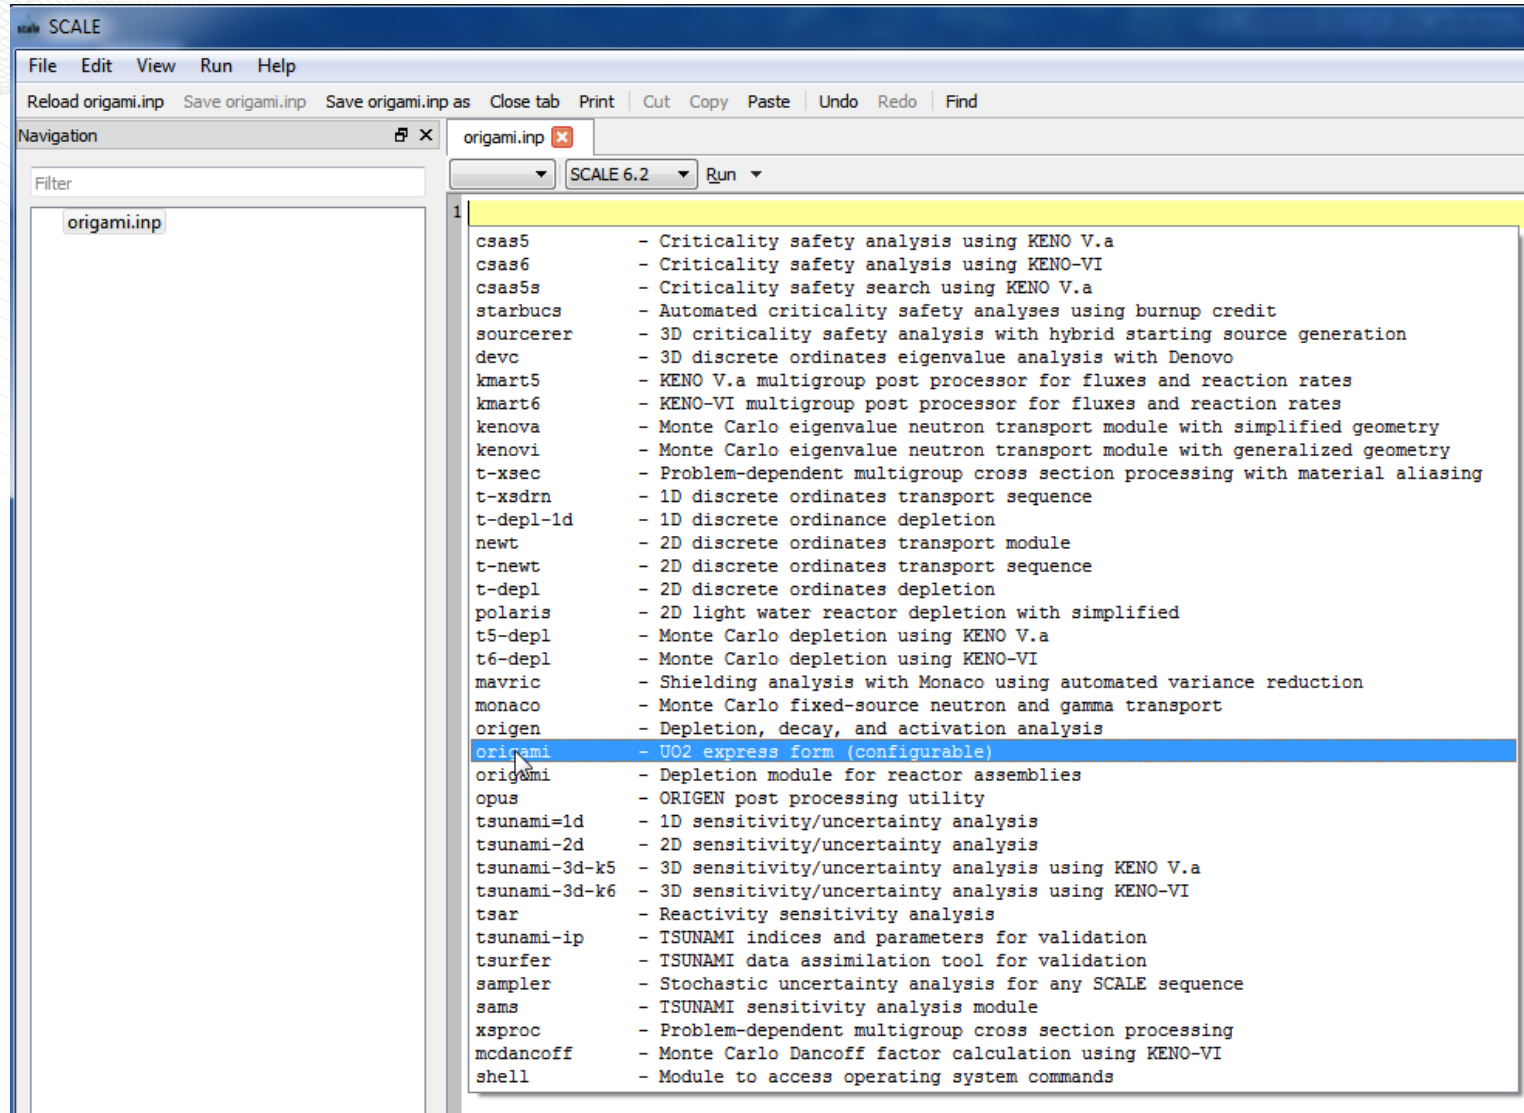 scale SCALE
File Edit View Run Help
Reload origami.inp Save origami.inp Save origami.inp as Close tab Print Cut Copy Paste Undo Redo Find
Navigation
origami.inp
Filter
SCALE 6.2 Run
origami.inp
1
csas5 - Criticality safety analysis using KENO V.a
csas6 - Criticality safety analysis using KENO-VI
csas5s - Criticality safety search using KENO V.a
starbucs - Automated criticality safety analyses using burnup credit
sourcerer - 3D criticality safety analysis with hybrid starting source generation
devc - 3D discrete ordinates eigenvalue analysis with Denovo
kmart5 - KENO V.a multigroup post processor for fluxes and reaction rates
kmart6 - KENO-VI multigroup post processor for fluxes and reaction rates
kenova - Monte Carlo eigenvalue neutron transport module with simplified geometry
kenovi - Monte Carlo eigenvalue neutron transport module with generalized geometry
t-xsec - Problem-dependent multigroup cross section processing with material aliasing
t-xsdrn - 1D discrete ordinates transport sequence
t-depl-1d - 1D discrete ordinance depletion
newt - 2D discrete ordinates transport module
t-newt - 2D discrete ordinates transport sequence
t-depl - 2D discrete ordinates depletion
polaris - 2D light water reactor depletion with simplified
t5-depl - Monte Carlo depletion using KENO V.a
t6-depl - Monte Carlo depletion using KENO-VI
mavric - Shielding analysis with Monaco using automated variance reduction
monaco - Monte Carlo fixed-source neutron and gamma transport
origen - Depletion, decay, and activation analysis
origami - UO2 express form (configurable)
origami - Depletion module for reactor assemblies
opus - ORIGEN post processing utility
tsunami=1d - 1D sensitivity/uncertainty analysis
tsunami-2d - 2D sensitivity/uncertainty analysis
tsunami-3d-k5 - 3D sensitivity/uncertainty analysis using KENO V.a
tsunami-3d-k6 - 3D sensitivity/uncertainty analysis using KENO-VI
tsar - Reactivity sensitivity analysis
tsunami-ip - TSUNAMI indices and parameters for validation
tsurfer - TSUNAMI data assimilation tool for validation
sampler - Stochastic uncertainty analysis for any SCALE sequence
sams - TSUNAMI sensitivity analysis module
xsproc - Problem-dependent multigroup cross section processing
mcdancoff - Monte Carlo Dancoff factor calculation using KENO-VI
shell - Module to access operating system commands